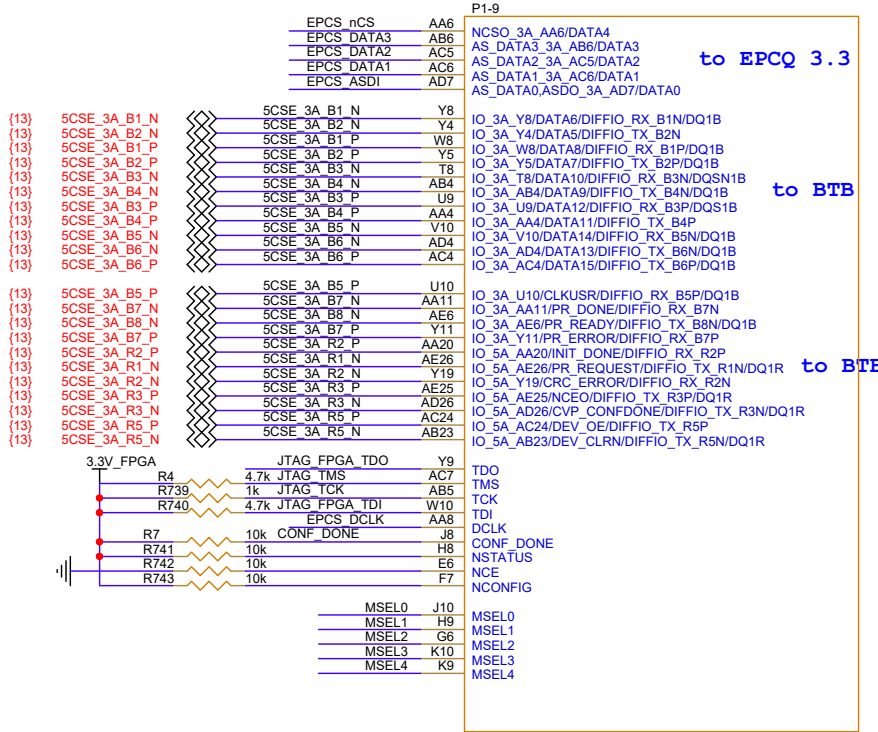 P1-9
EPCS_nCS AA6 NCSO_3A_AA6/DATA4
EPCS_DATA3 AB6 AS_DATA3_3A_AB6/DATA3
EPCS_DATA2 AC5 AS_DATA2_3A_AC5/DATA2
to EPCQ 3.3
EPCS_DATA1 AC6 AS_DATA1_3A_AC6/DATA1
EPCS_ASDI AD7 AS_DATA0,ASDO_3A_AD7/DATA0
{13} 5CSE_3A_B1_N 5CSE_3A_B1_N Y8 IO_3A_Y8/DATA6/DIFFIO_RX_B1N/DQ1B
{13} 5CSE_3A_B2_N 5CSE_3A_B2_N Y4 IO_3A_Y4/DATA5/DIFFIO_TX_B2N
{13} 5CSE_3A_B1_P 5CSE_3A_B1_P W8 IO_3A_W8/DATA8/DIFFIO_RX_B1P/DQ1B
{13} 5CSE_3A_B2_P 5CSE_3A_B2_P Y5 IO_3A_Y5/DATA7/DIFFIO_TX_B2P/DQ1B
{13} 5CSE_3A_B3_N 5CSE_3A_B3_N T8 IO_3A_T8/DATA10/DIFFIO_RX_B3N/DQSN1B
{13} 5CSE_3A_B4_N 5CSE_3A_B4_N AB4 IO_3A_AB4/DATA9/DIFFIO_TX_B4N/DQ1B
to BTB
{13} 5CSE_3A_B3_P 5CSE_3A_B3_P U9 IO_3A_U9/DATA12/DIFFIO_RX_B3P/DQS1B
{13} 5CSE_3A_B4_P 5CSE_3A_B4_P AA4 IO_3A_AA4/DATA11/DIFFIO_TX_B4P
{13} 5CSE_3A_B5_N 5CSE_3A_B5_N V10 IO_3A_V10/DATA14/DIFFIO_RX_B5N/DQ1B
{13} 5CSE_3A_B6_N 5CSE_3A_B6_N AD4 IO_3A_AD4/DATA13/DIFFIO_TX_B6N/DQ1B
{13} 5CSE_3A_B6_P 5CSE_3A_B6_P AC4 IO_3A_AC4/DATA15/DIFFIO_TX_B6P/DQ1B
{13} 5CSE_3A_B5_P 5CSE_3A_B5_P U10 IO_3A_U10/CLKUSR/DIFFIO_RX_B5P/DQ1B
{13} 5CSE_3A_B7_N 5CSE_3A_B7_N AA11 IO_3A_AA11/PR_DONE/DIFFIO_RX_B7N
{13} 5CSE_3A_B8_N 5CSE_3A_B8_N AE6 IO_3A_AE6/PR_READY/DIFFIO_TX_B8N/DQ1B
{13} 5CSE_3A_B7_P 5CSE_3A_B7_P Y11 IO_3A_Y11/PR_ERROR/DIFFIO_RX_B7P
{13} 5CSE_3A_R2_P 5CSE_3A_R2_P AA20 IO_5A_AA20/INIT_DONE/DIFFIO_RX_R2P
{13} 5CSE_3A_R1_N 5CSE_3A_R1_N AE26 IO_5A_AE26/PR_REQUEST/DIFFIO_TX_R1N/DQ1R
to BTB
{13} 5CSE_3A_R2_N 5CSE_3A_R2_N Y19 IO_5A_Y19/CRC_ERROR/DIFFIO_RX_R2N
{13} 5CSE_3A_R3_P 5CSE_3A_R3_P AE25 IO_5A_AE25/NCEO/DIFFIO_TX_R3P/DQ1R
{13} 5CSE_3A_R3_N 5CSE_3A_R3_N AD26 IO_5A_AD26/CVP_CONFDONE/DIFFIO_TX_R3N/DQ1R
{13} 5CSE_3A_R5_P 5CSE_3A_R5_P AC24 IO_5A_AC24/DEV_OE/DIFFIO_TX_R5P
{13} 5CSE_3A_R5_N 5CSE_3A_R5_N AB23 IO_5A_AB23/DEV_CLRN/DIFFIO_TX_R5N/DQ1R
3.3V_FPGA JTAG_FPGA_TDO Y9 TDO
R4 4.7k JTAG_TMS AC7 TMS
R739 1k JTAG_TCK AB5 TCK
R740 4.7k JTAG_FPGA_TDI W10 TDI
EPCS_DCLK AA8 DCLK
R7 10k CONF_DONE J8 CONF_DONE
R741 10k H8 NSTATUS
R742 10k E6 NCE
R743 10k F7 NCONFIG
MSEL0 J10 MSEL0
MSEL1 H9 MSEL1
MSEL2 G6 MSEL2
MSEL3 K10 MSEL3
MSEL4 K9 MSEL4